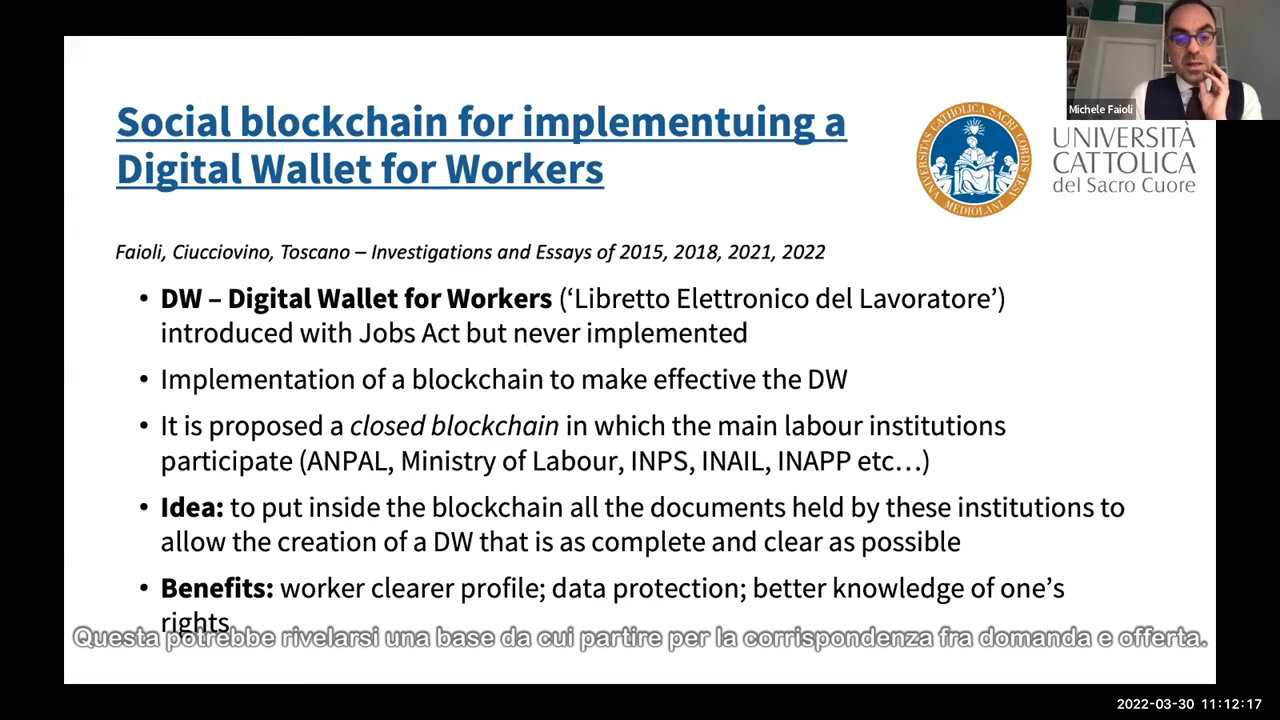 Michele Faioli
Social blockchain for implementuing a
Digital Wallet for Workers
UNIVERSITÀ
CATTOLICA
del Sacro Cuore
UNIVERSITAS CATHOLICA SACRI CORDIS IESU
MEDIOLANI
Faioli, Ciucciovino, Toscano – Investigations and Essays of 2015, 2018, 2021, 2022
• DW – Digital Wallet for Workers (‘Libretto Elettronico del Lavoratore’)
introduced with Jobs Act but never implemented
• Implementation of a blockchain to make effective the DW
• It is proposed a closed blockchain in which the main labour institutions
participate (ANPAL, Ministry of Labour, INPS, INAIL, INAPP etc…)
• Idea: to put inside the blockchain all the documents held by these institutions to
allow the creation of a DW that is as complete and clear as possible
• Benefits: worker clearer profile; data protection; better knowledge of one’s
rights
Questa potrebbe rivelarsi una base da cui partire per la corrispondenza fra domanda e offerta.
2022-03-30 11:12:17